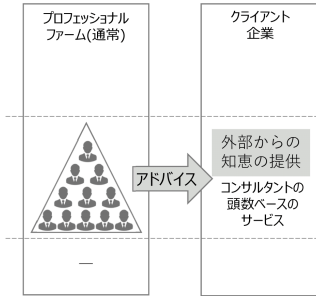 プロフェッショナル
ファーム(通常)
クライアント
企業
アドバイス
外部からの
知恵の提供
コンサルタントの
頭数ベースの
サービス
―